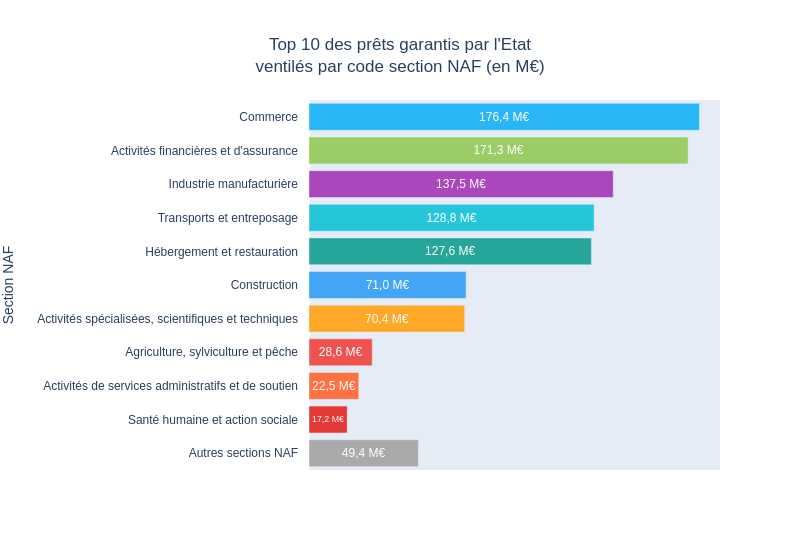 Top 10 des prêts garantis par l'Etat
ventilés par code section NAF (en M€)
Section NAF
Commerce 176,4 M€
Activités financières et d'assurance 171,3 M€
Industrie manufacturière 137,5 M€
Transports et entreposage 128,8 M€
Hébergement et restauration 127,6 M€
Construction 71,0 M€
Activités spécialisées, scientifiques et techniques 70,4 M€
Agriculture, sylviculture et pêche 28,6 M€
Activités de services administratifs et de soutien 22,5 M€
Santé humaine et action sociale 17,2 M€
Autres sections NAF 49,4 M€